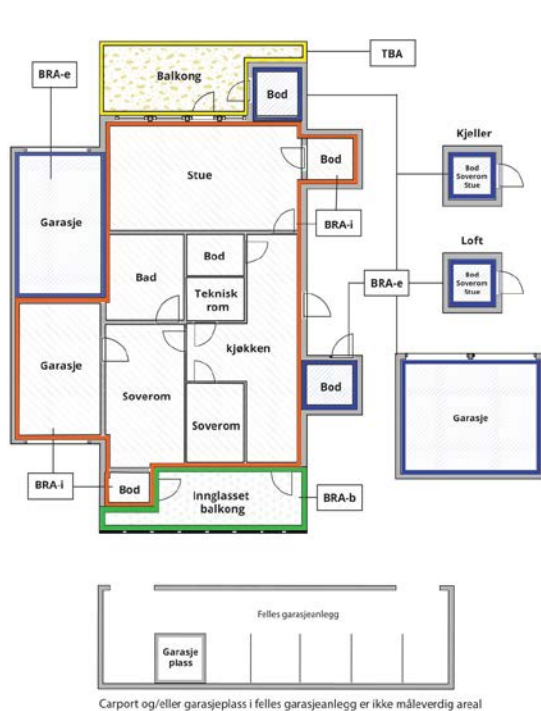 TBA
BRA-e
Balkong
Bod
Kjeller
Bod
Soverom
Stue
Stue
Bod
Garasje
BRA-i
Loft
Bod
Bad
Teknisk
rom
BRA-e
Bod
Soverom
Stue
kjøkken
Garasje
Soverom
Bod
Garasje
Soverom
BRA-i
Bod
Innglasset
balkong
BRA-b
Felles garasjeanlegg
Garasje
plass
Carport og/eller garasjeplass i felles garasjeanlegg er ikke måleverdig areal